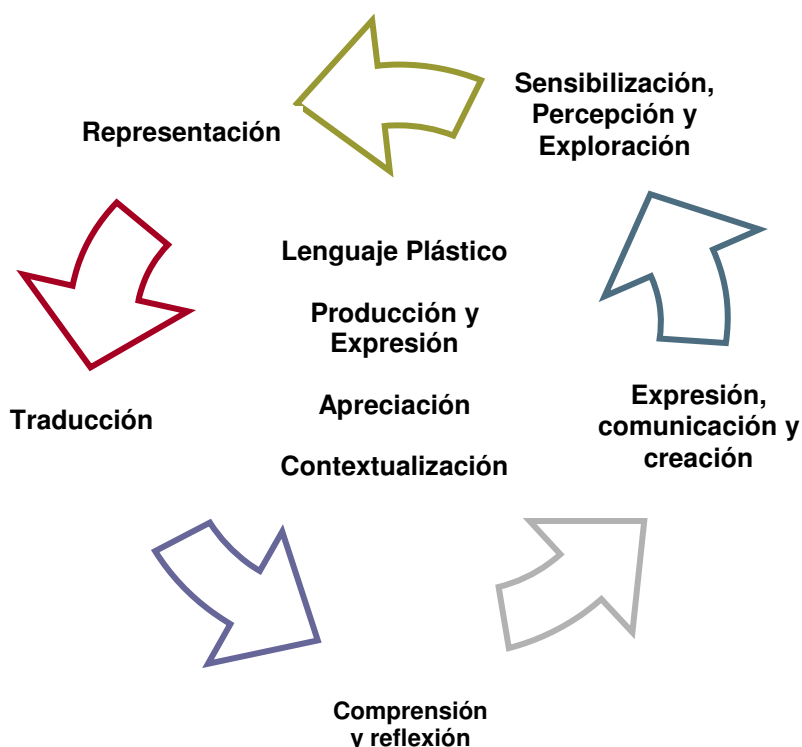 Sensibilización,
Percepción y
Exploración
Representación
Lenguaje Plástico
Producción y
Expresión
Apreciación
Contextualización
Traducción
Expresión,
comunicación y
creación
Comprensión
y reflexión